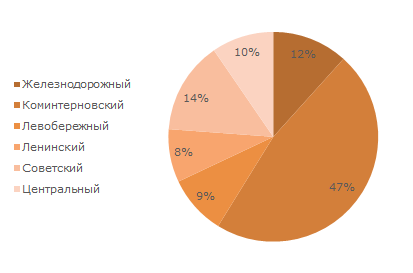 Железнодорожный
Коминтерновский
Левобережный
Ленинский
Советский
Центральный
10%
12%
14%
8%
9%
47%